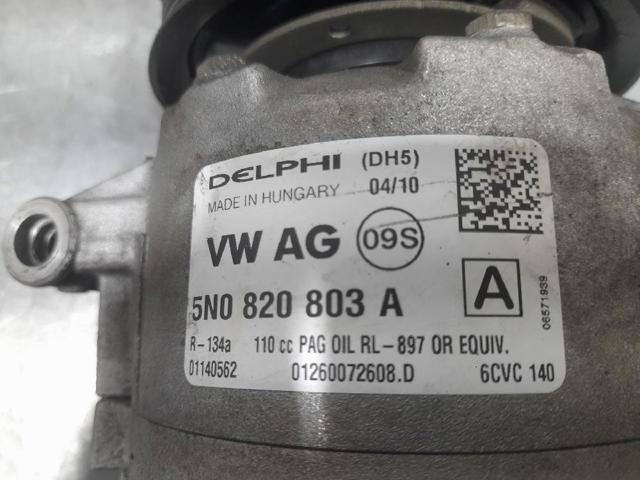 DELPHI (DH5)
MADE IN HUNGARY 04/10
VW AG 09S
5N0 820 803 A A
06571939
R-134a 110 cc PAG OIL RL-897 OR EQUIV.
01140562 01260072608.D 6CVC 140